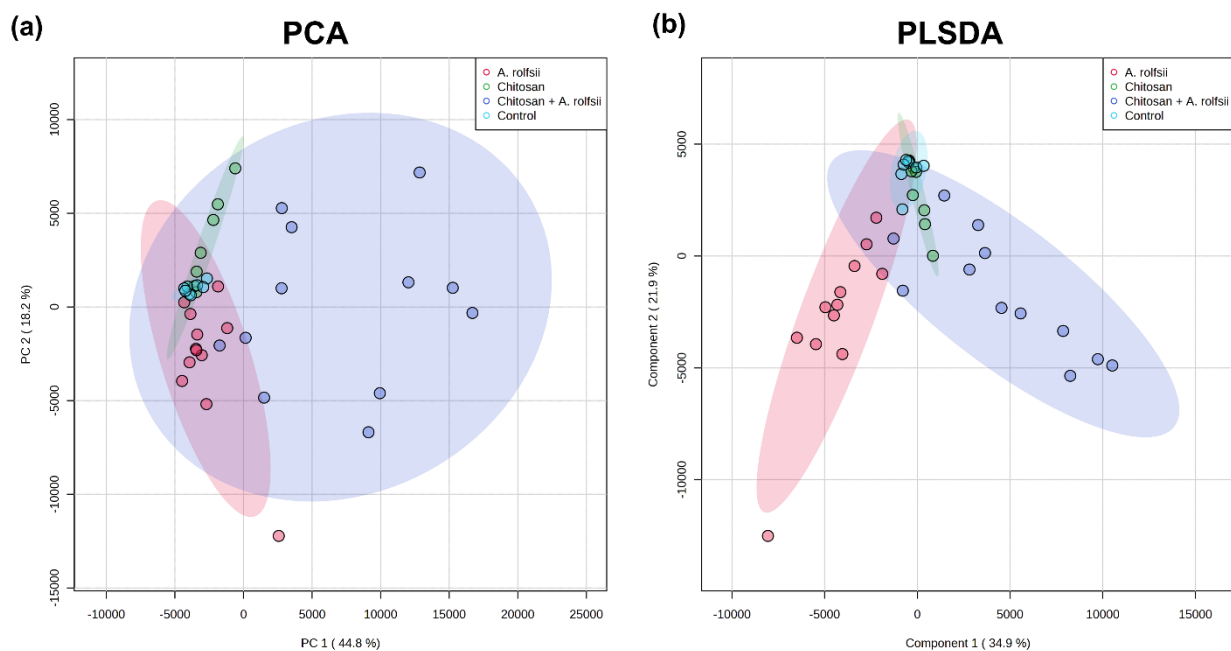 (a)
PCA
A. rolfsii
Chitosan
Chitosan + A. rolfsii
Control
PC 2 ( 18.2 %)
10000
5000
0
-5000
-10000
-15000
-10000
-5000
0
5000
10000
15000
20000
25000
PC 1 ( 44.8 %)
(b)
PLSDA
A. rolfsii
Chitosan
Chitosan + A. rolfsii
Control
Component 2 ( 21.9 %)
5000
0
-5000
-10000
-10000
-5000
0
5000
10000
15000
Component 1 ( 34.9 %)